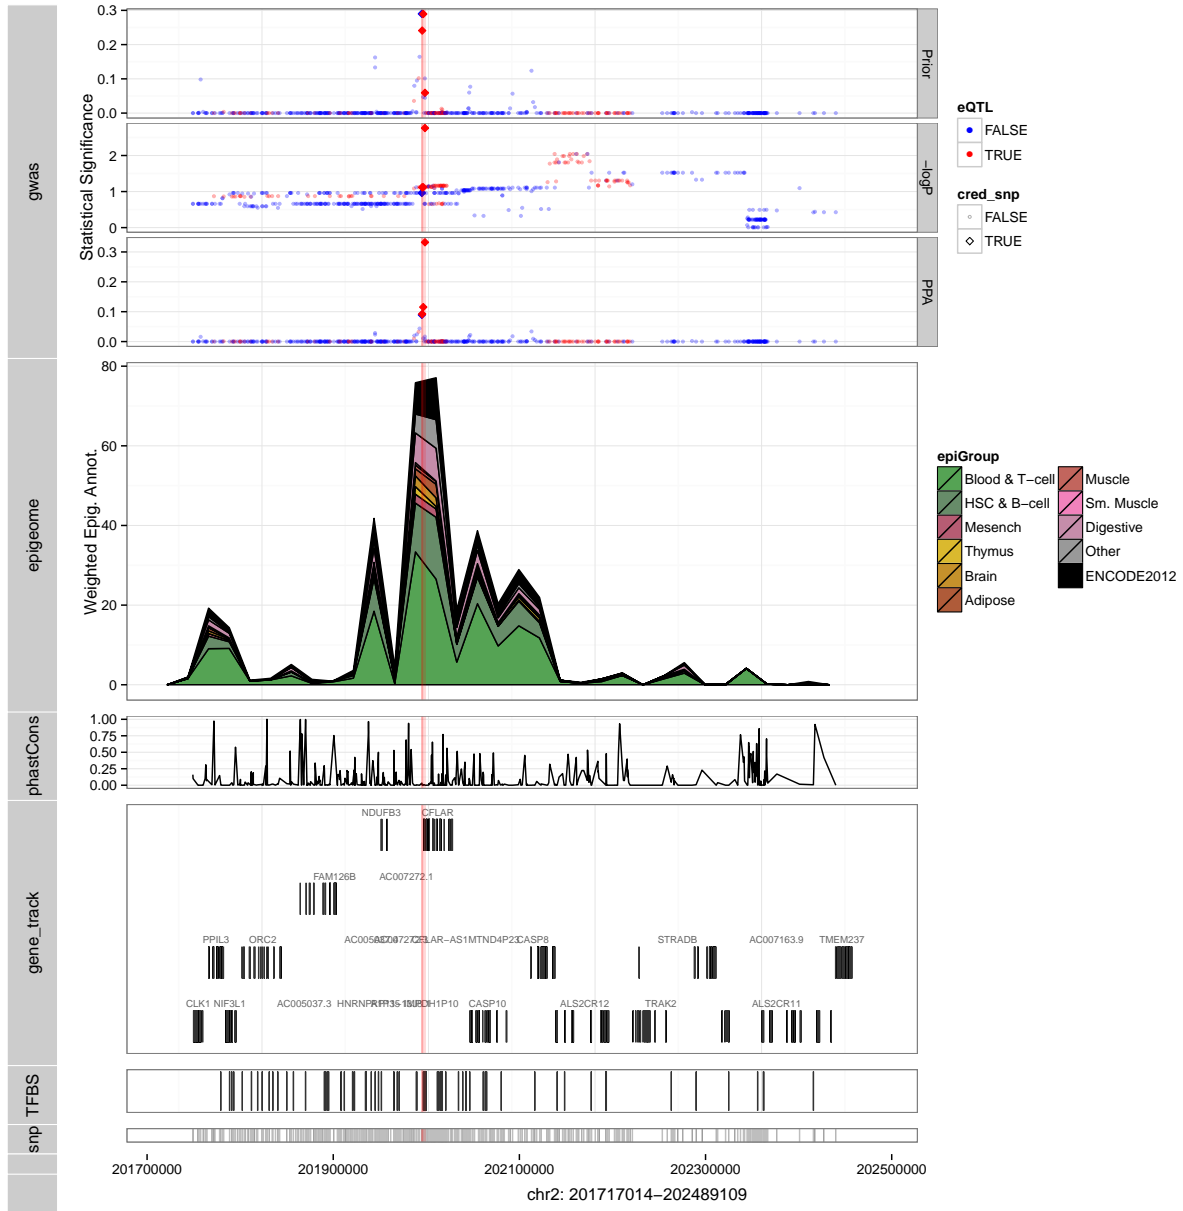 gwas
Statistical Significance
0.3
0.2
0.1
0.0
Prior
2
1
0
−logP
0.3
0.2
0.1
0.0
PPA
eQTL
FALSE
TRUE
cred_snp
FALSE
TRUE
epigeome
Weighted Epig. Annot.
80
60
40
20
0
epiGroup
Blood & T−cell
HSC & B−cell
Mesench
Thymus
Brain
Adipose
Muscle
Sm. Muscle
Digestive
Other
ENCODE2012
phastCons
1.00
0.75
0.50
0.25
0.00
gene_track
NDUFB3 CFLAR
FAM126B AC007272.1
PPIL3 ORC2 CFLAR−AS1 MTND4P23 CASP8 STRADB AC007163.9 TMEM237
CLK1 NIF3L1 AC005037.3 CASP10 ALS2CR12 TRAK2 ALS2CR11
TFBS
snp
201700000 201900000 202100000 202300000 202500000
chr2: 201717014−202489109